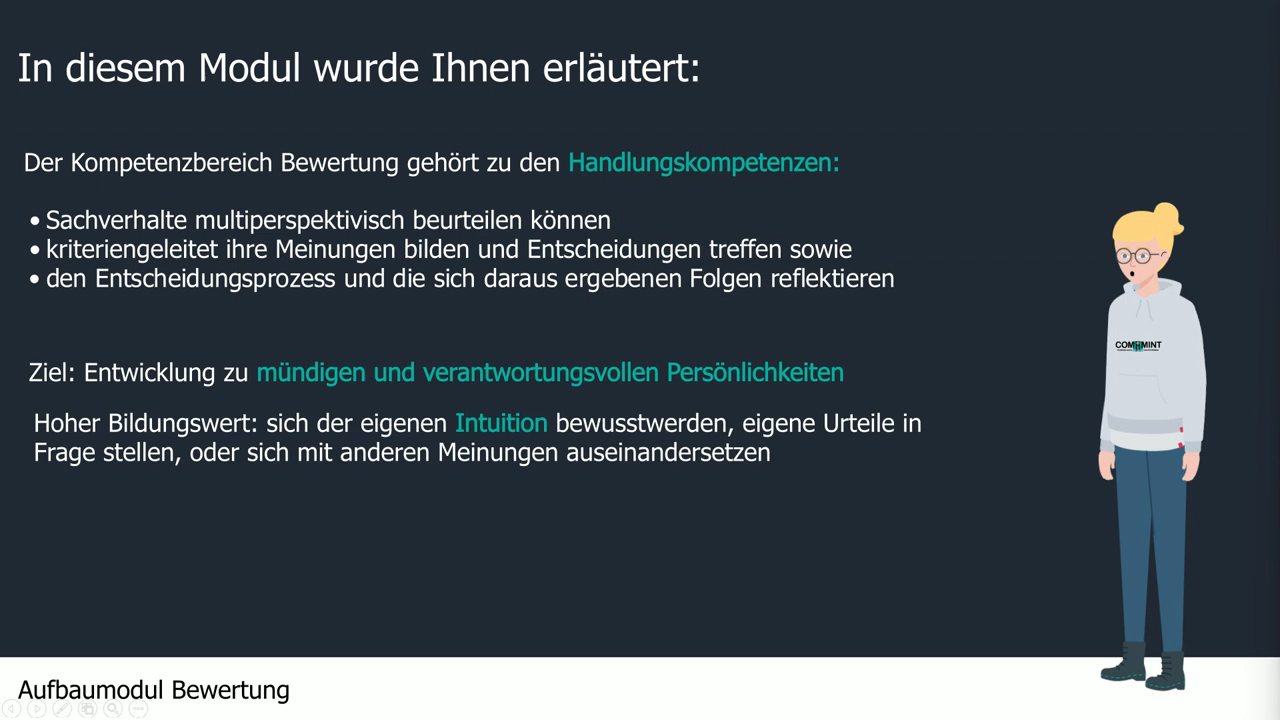 In diesem Modul wurde Ihnen erläutert:
Der Kompetenzbereich Bewertung gehört zu den Handlungskompetenzen:
• Sachverhalte multiperspektivisch beurteilen können
• kriteriengeleitet ihre Meinungen bilden und Entscheidungen treffen sowie
• den Entscheidungsprozess und die sich daraus ergebenen Folgen reflektieren
Ziel: Entwicklung zu mündigen und verantwortungsvollen Persönlichkeiten
Hoher Bildungswert: sich der eigenen Intuition bewusstwerden, eigene Urteile in
Frage stellen, oder sich mit anderen Meinungen auseinandersetzen
Aufbaumodul Bewertung